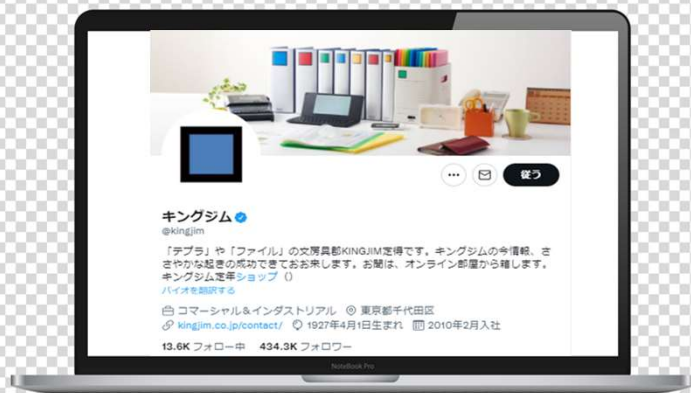 従う
キングジム
@kingjim
「テプラ」や「ファイル」の文房具郡KINGJIM定得です。キングジムの今情報、さ
さやかな起きの成功できておお来します。お聞は、オンライン部屋から籍します。
キングジム定年ショップ（）
バイオを翻訳する
コマーシャル＆インダストリアル 東京都千代田区
kingjim.co.jp/contact/ 1927年4月1日生まれ 2010年2月入社
13.6K フォロー中 434.3K フォロワー
NoteBook Pro